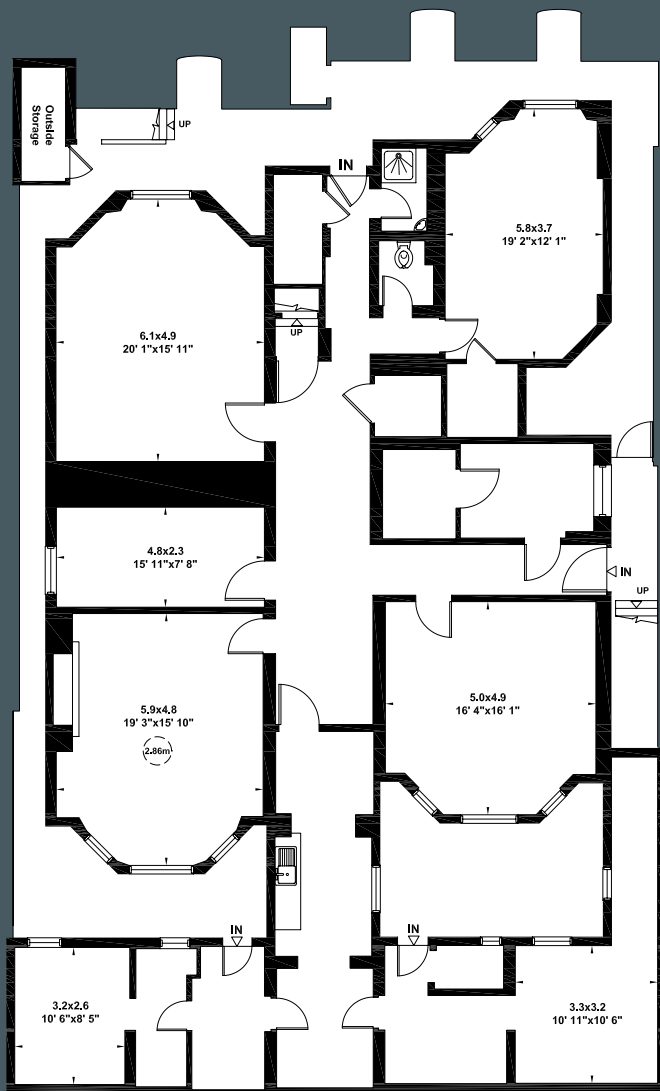 Outside
Storage
UP
IN
5.8x3.7
19' 2"x12' 1"
6.1x4.9
20' 1"x15' 11"
UP
4.8x2.3
15' 11"x7' 8"
IN
UP
5.9x4.8
19' 3"x15' 10"
2.86m
5.0x4.9
16' 4"x16' 1"
IN
IN
3.2x2.6
10' 6"x8' 5"
3.3x3.2
10' 11"x10' 6"